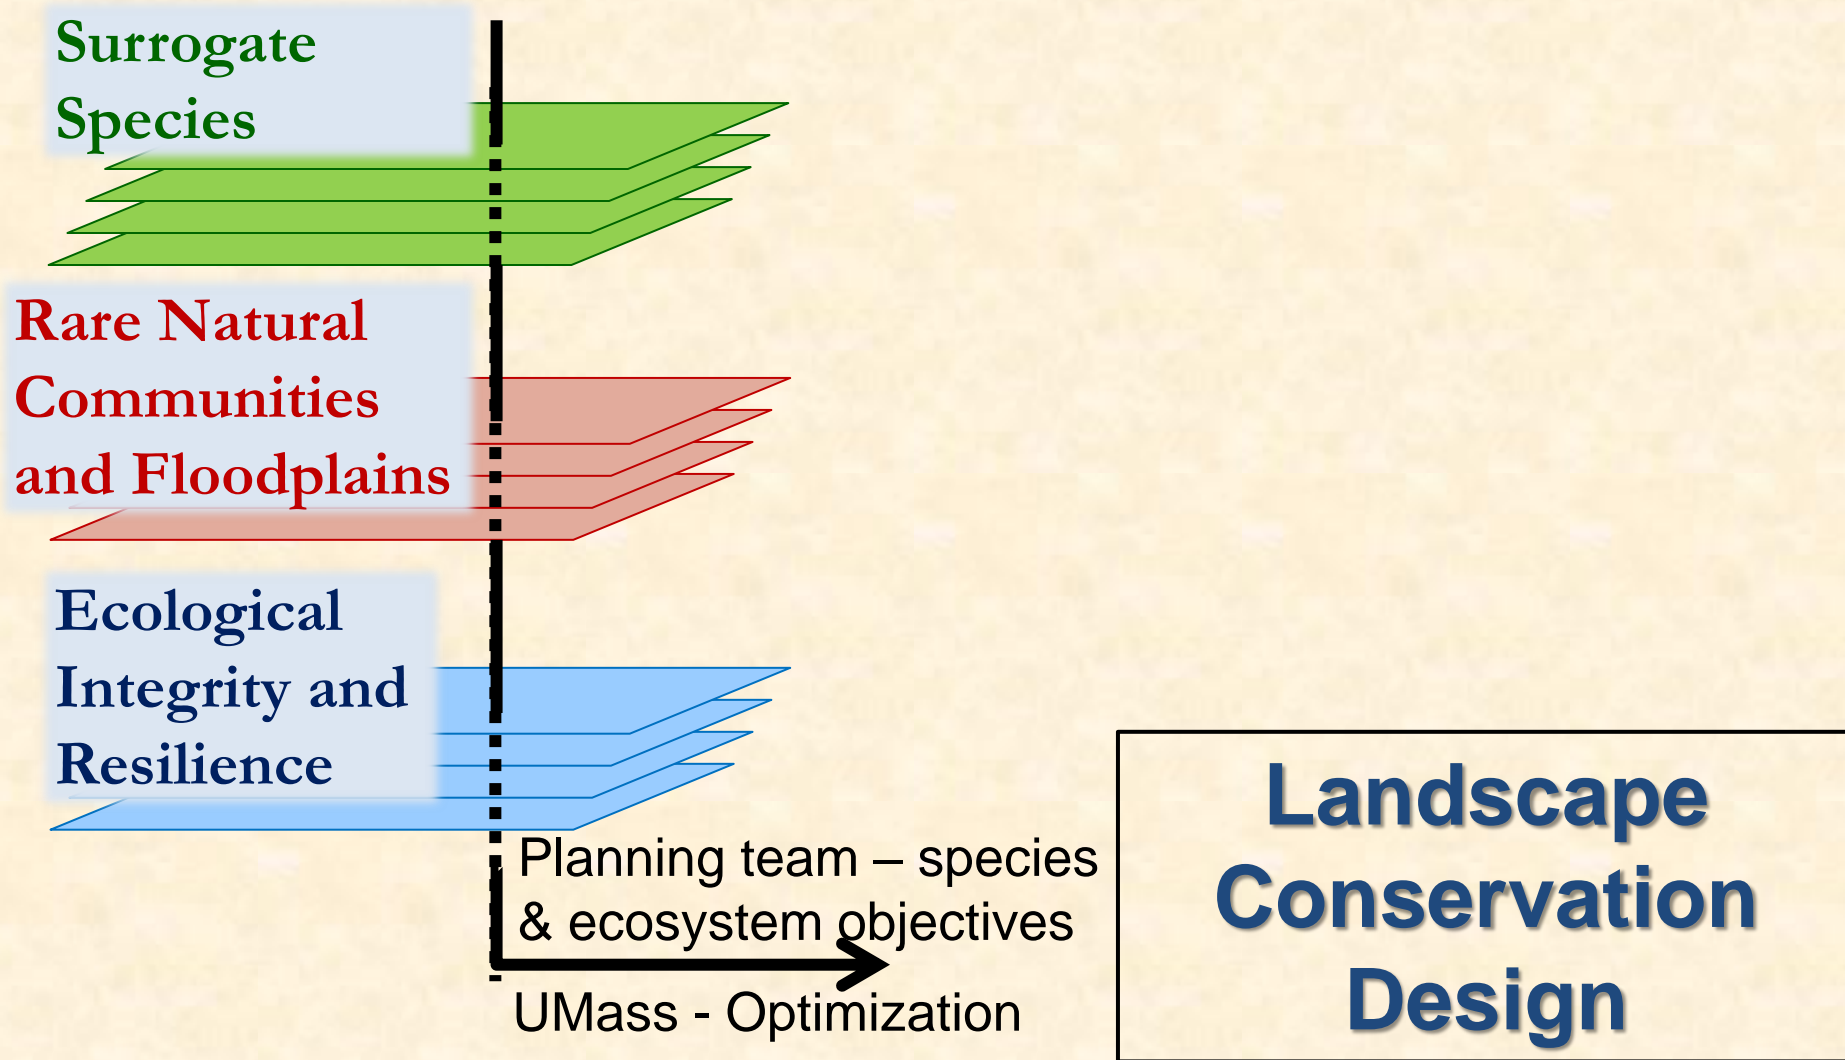 Surrogate
Species
Rare Natural
Communities
and Floodplains
Ecological
Integrity and
Resilience
Planning team – species
& ecosystem objectives
UMass - Optimization
Landscape
Conservation
Design